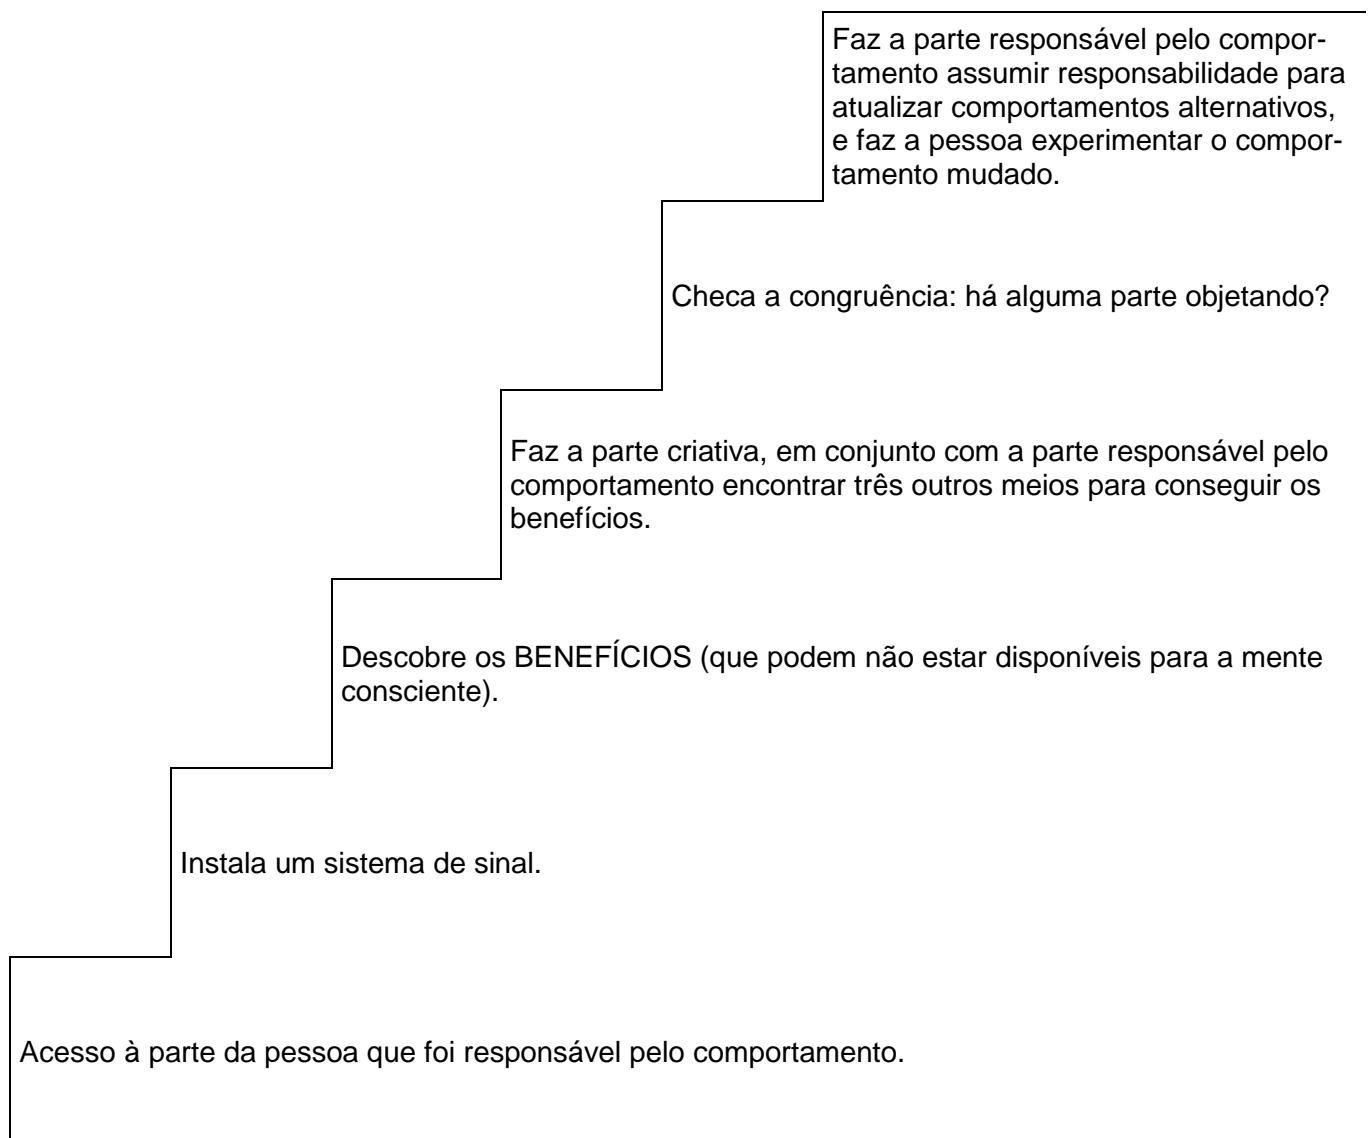 Faz a parte responsável pelo compor-
tamento assumir responsabilidade para
atualizar comportamentos alternativos,
e faz a pessoa experimentar o compor-
tamento mudado.
Checa a congruência: há alguma parte objetando?
Faz a parte criativa, em conjunto com a parte responsável pelo
comportamento encontrar três outros meios para conseguir os
benefícios.
Descobre os BENEFÍCIOS (que podem não estar disponíveis para a mente
consciente).
Instala um sistema de sinal.
Acesso à parte da pessoa que foi responsável pelo comportamento.